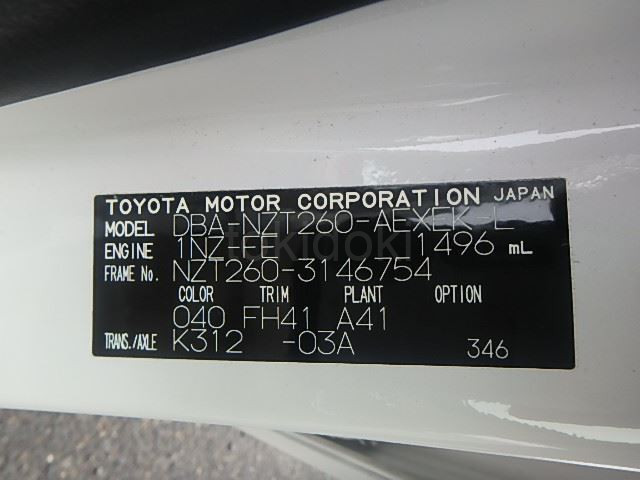 TOYOTA MOTOR CORPORATION JAPAN
MODEL DBA-NZT260-AEXEK-L
ENGINE 1NZ-FE 1496 mL
FRAME No. NZT260-3146754
COLOR TRIM PLANT OPTION
040 FH41 A41
TRANS./AXLE K312 -03A 346